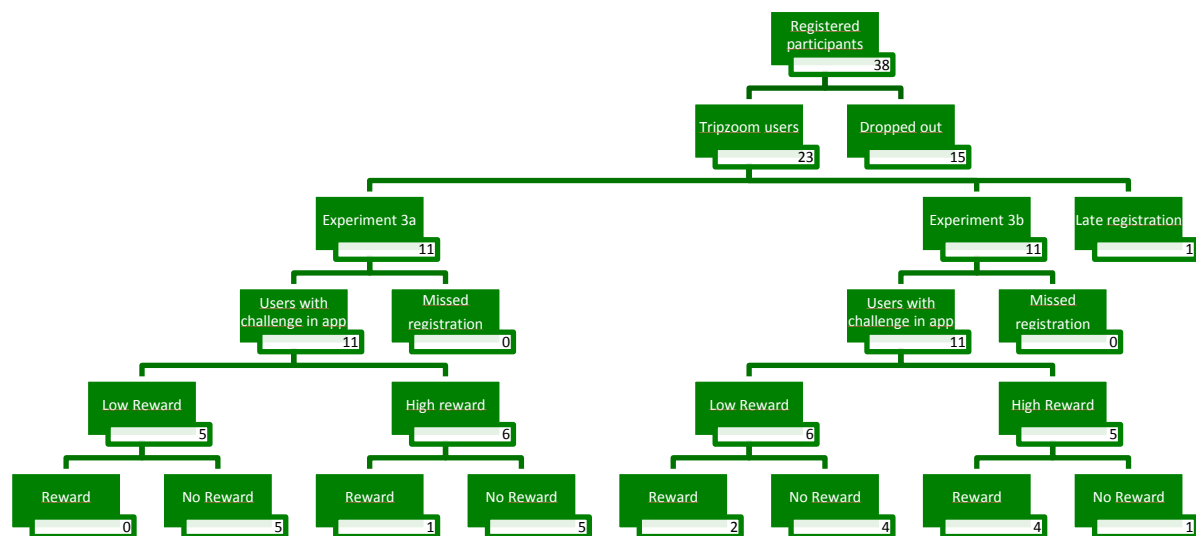 Registered
participants
38
Tripzoom users
23
Dropped out
15
Experiment 3a
11
Experiment 3b
11
Late registration
1
Users with
challenge in app
11
Missed
registration
0
Users with
challenge in app
11
Missed
registration
0
Low Reward
5
High reward
6
Low Reward
6
High Reward
5
Reward
0
No Reward
5
Reward
1
No Reward
5
Reward
2
No Reward
4
Reward
4
No Reward
1